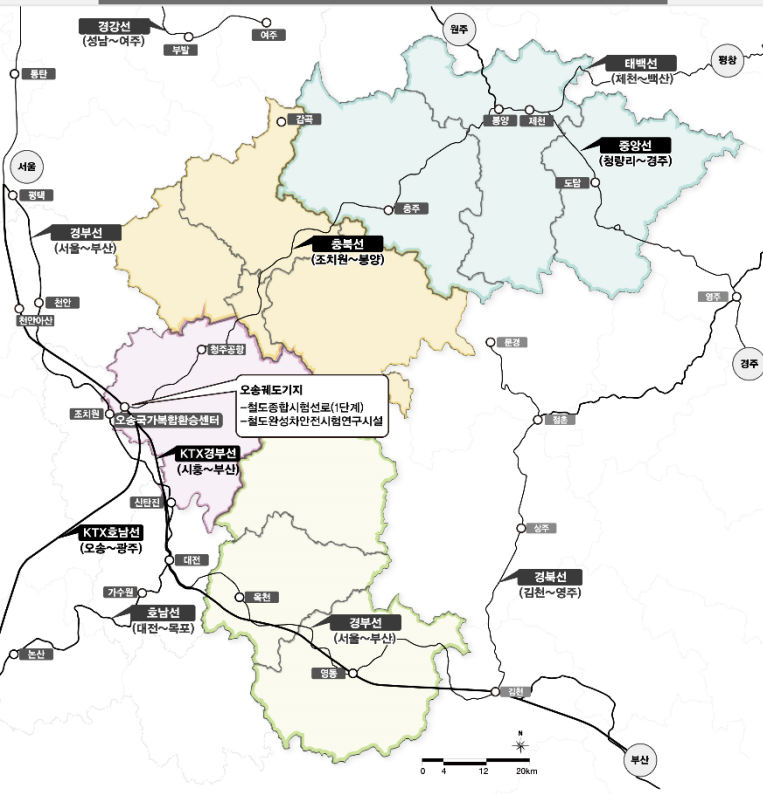 경강선
(성남~여주)
부발
여주
원주
태백선
(제천~백산)
평창
동탄
감곡
봉양
제천
중앙선
(청량리~경주)
서울
평택
도담
충주
경부선
(서울~부산)
충북선
(조치원~봉양)
천안
천안아산
영주
문경
청주공항
경주
오송궤도기지
–철도종합시험선로(1단계)
–철도완성차안전시험연구시설
조치원
오송국가복합환승센터
점촌
KTX경부선
(시흥~부산)
신탄진
KTX호남선
(오송~광주)
상주
대전
경북선
(김천~영주)
가수원
옥천
호남선
(대전~목포)
경부선
(서울~부산)
논산
영동
김천
N
부산
0 4 12 20km